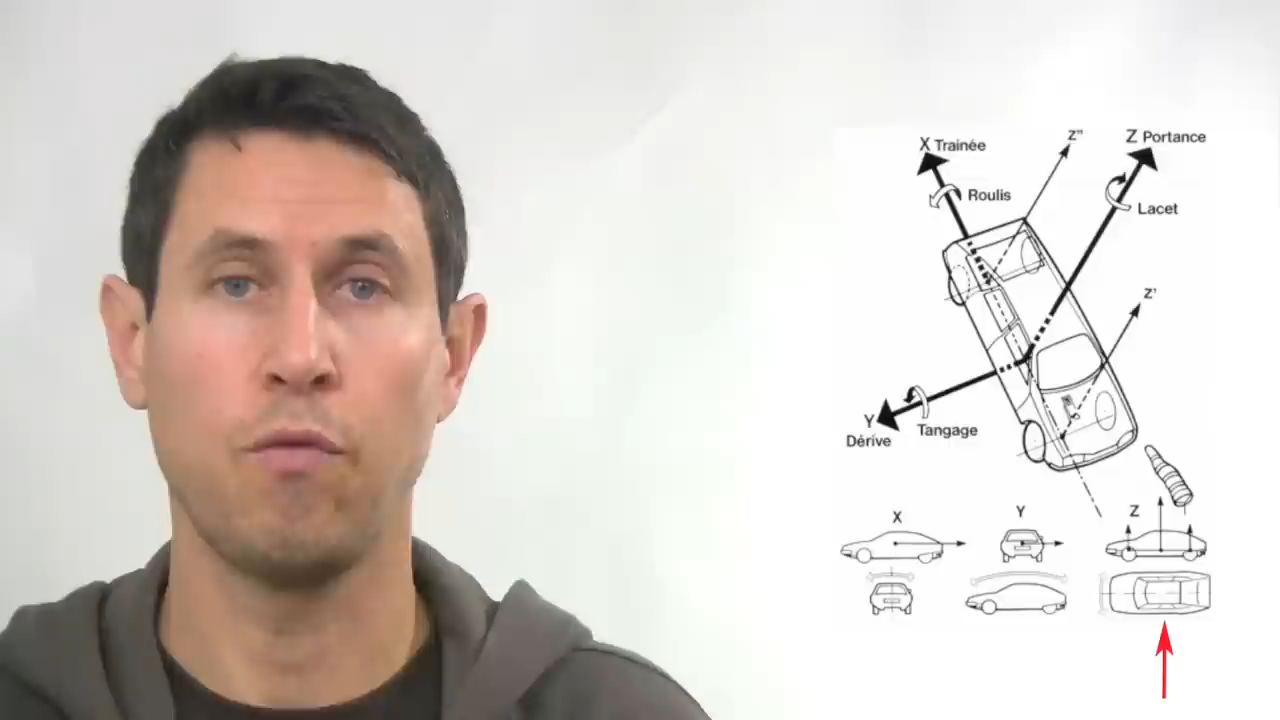 X Trainée
Z"
Z Portance
Roulis
Lacet
Z'
Y
Dérive
Tangage
X
Y
Z